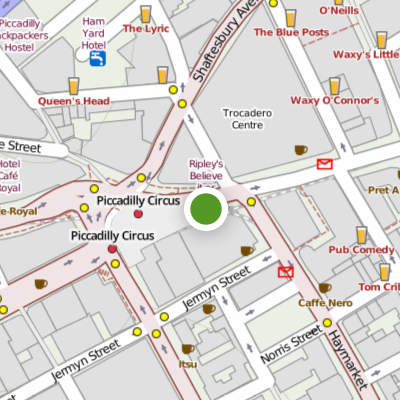 Piccadilly
Backpackers
Hostel
Ham
Yard
Hotel
The Lyric
Shaftesbury Ave
O'Neills
The Blue Posts
Waxy's Little
Queen's Head
Waxy O'Connor's
Trocadero
Centre
e Street
Hotel
Café
Royal
Ripley's
Believe
Pret A
Piccadilly Circus
e-Royal
Piccadilly Circus
Pub Comedy
Jermyn Street
Tom Crib
Caffe Nero
Norris Street
Haymarket
Jermyn Street
Itsu